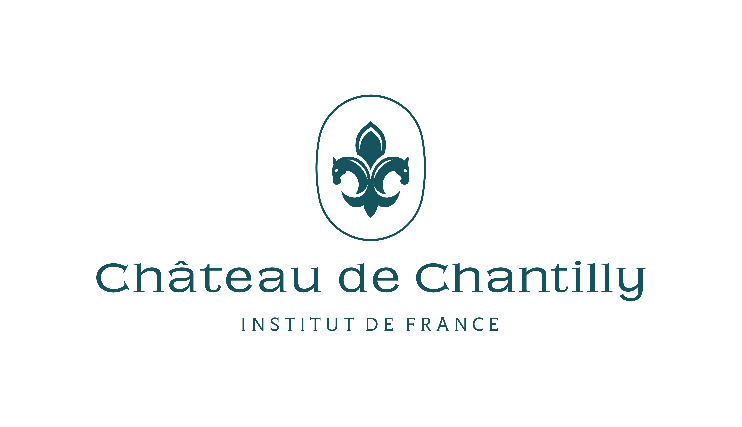 Château de Chantilly
INSTITUT DE FRANCE